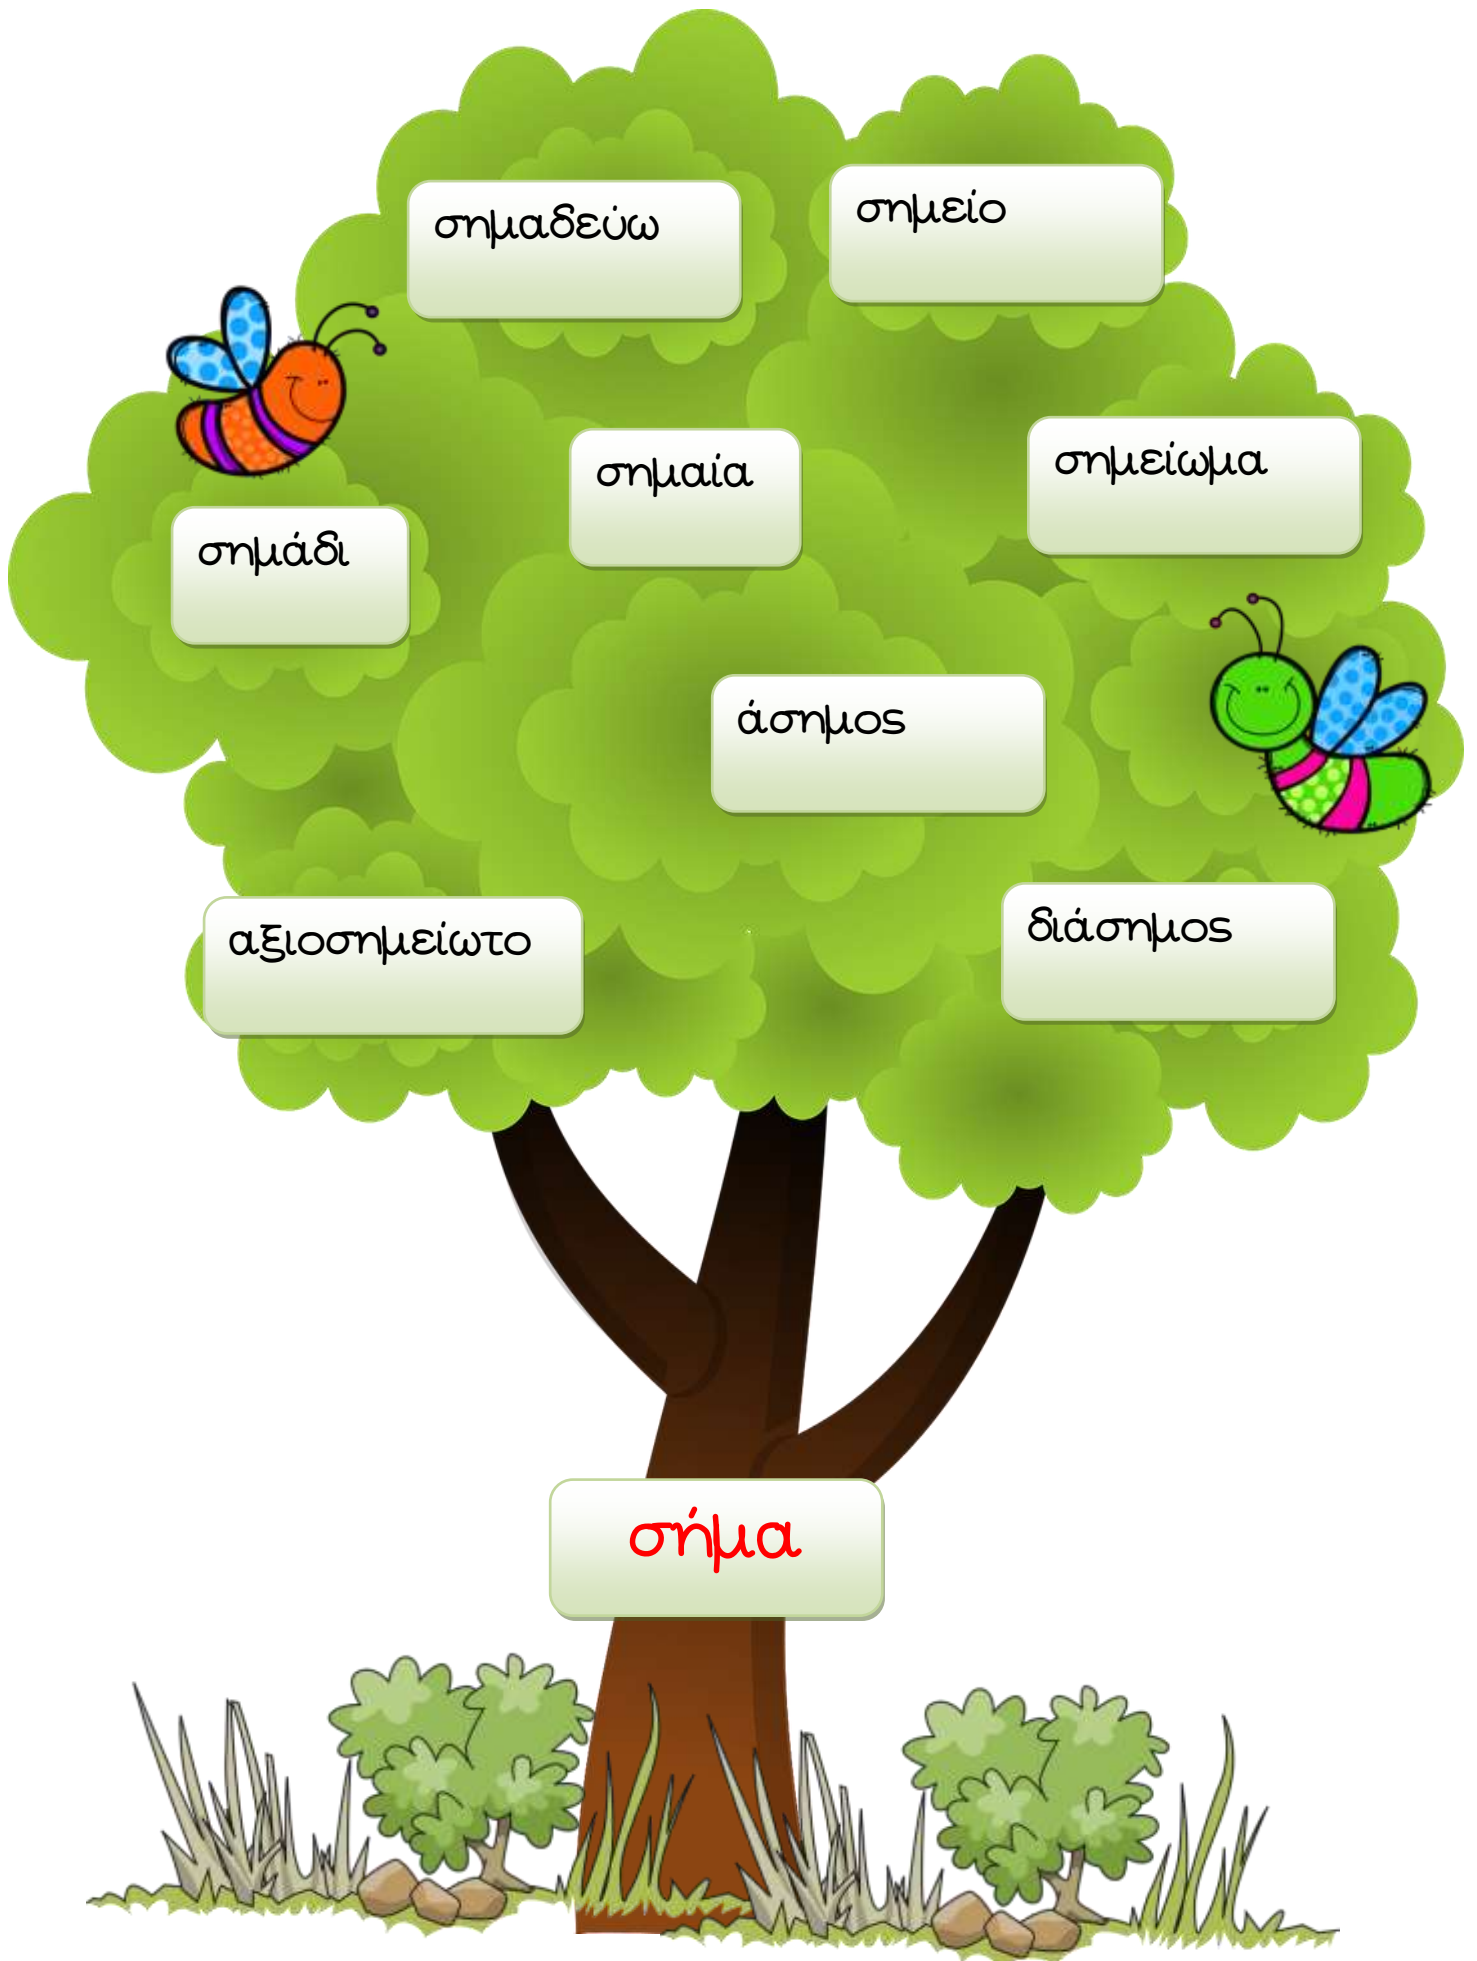 σημαδεύω
σημείο
σημαία
σημείωμα
σημάδι
άσημος
αξιοσημείωτο
διάσημος
σήμα